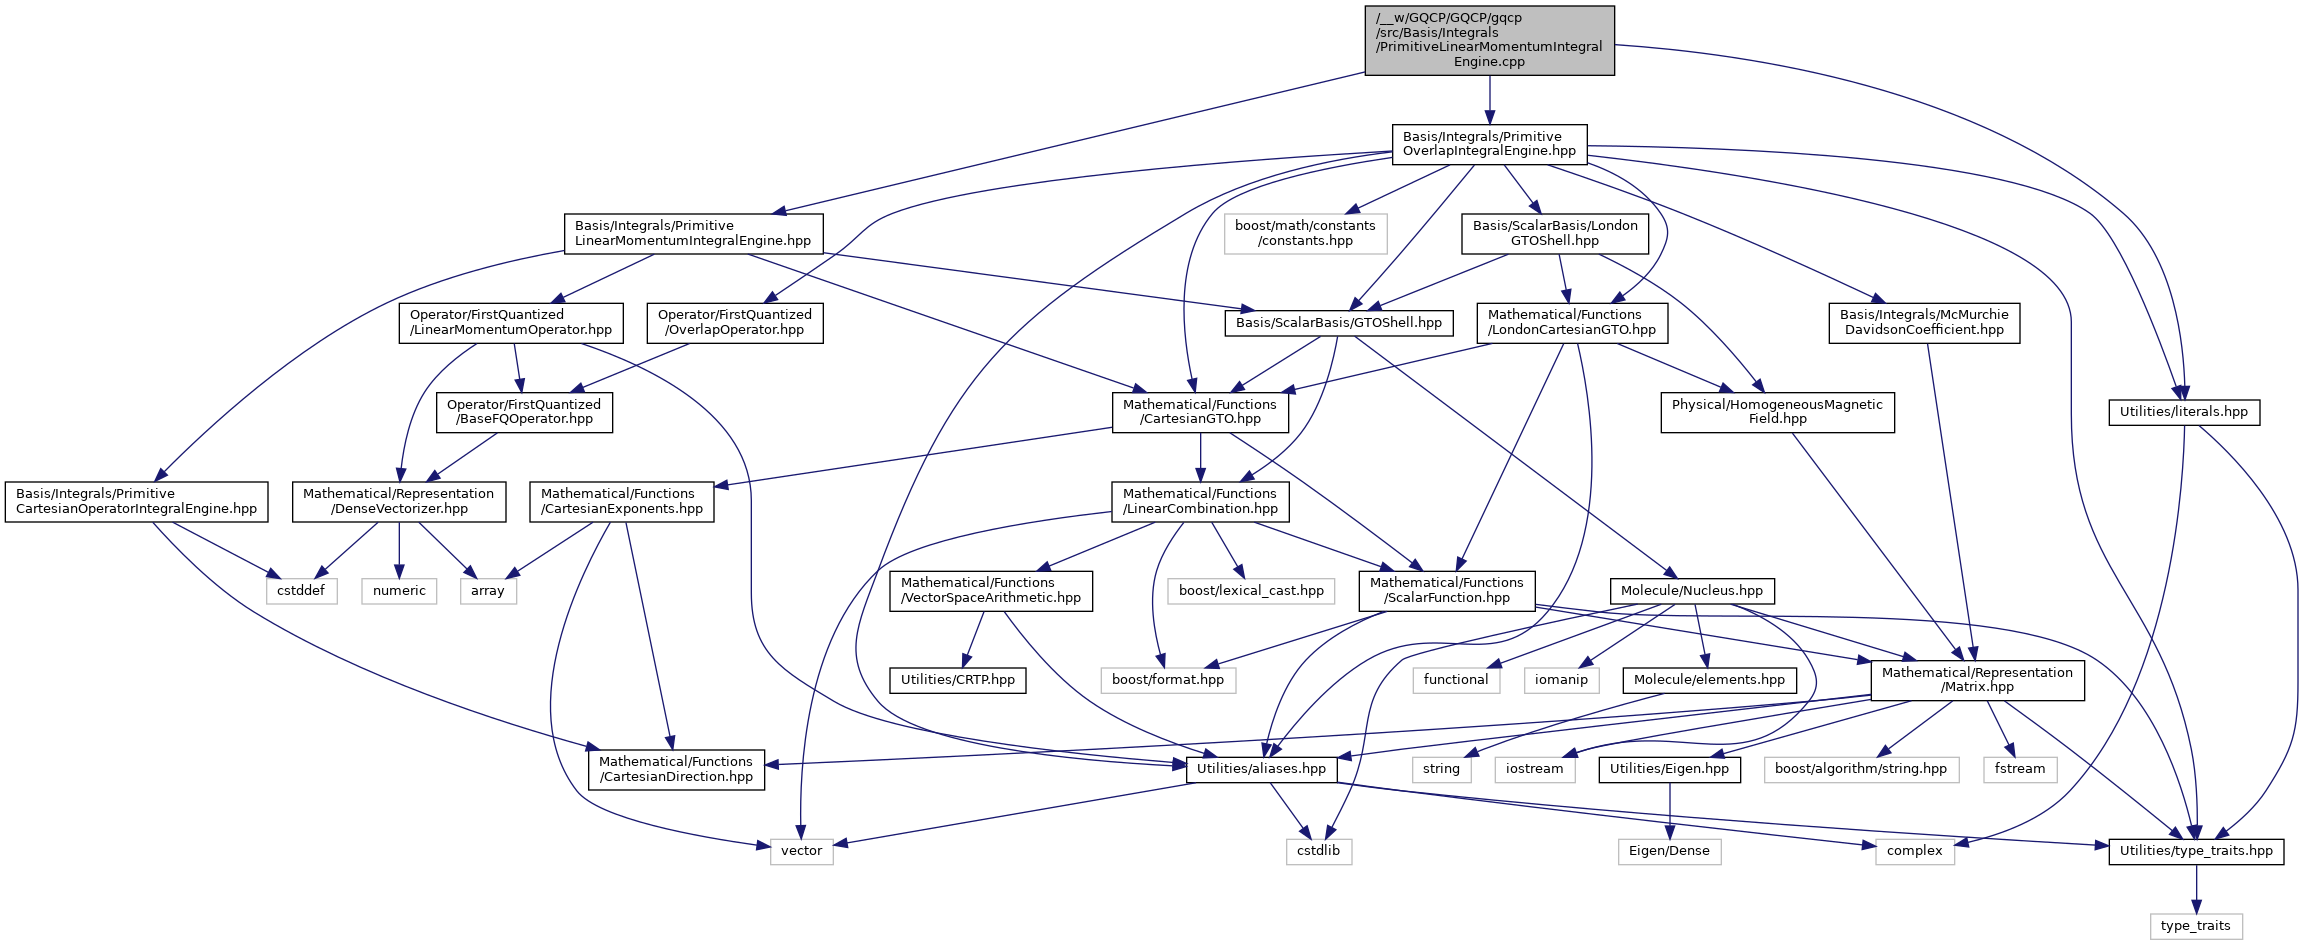 /__w/GQCP/GQCP/gqcp
/src/Basis/Integrals
/PrimitiveLinearMomentumIntegral
Engine.cpp
Basis/Integrals/Primitive
OverlapIntegralEngine.hpp
Basis/Integrals/Primitive
LinearMomentumIntegralEngine.hpp
boost/math/constants
/constants.hpp
Basis/ScalarBasis/London
GTOShell.hpp
Operator/FirstQuantized
/LinearMomentumOperator.hpp
Operator/FirstQuantized
/OverlapOperator.hpp
Basis/ScalarBasis/GTOShell.hpp
Mathematical/Functions
/LondonCartesianGTO.hpp
Basis/Integrals/McMurchie
DavidsonCoefficient.hpp
Operator/FirstQuantized
/BaseFQOperator.hpp
Mathematical/Functions
/CartesianGTO.hpp
Physical/HomogeneousMagnetic
Field.hpp
Utilities/literals.hpp
Basis/Integrals/Primitive
CartesianOperatorIntegralEngine.hpp
Mathematical/Representation
/DenseVectorizer.hpp
Mathematical/Functions
/CartesianExponents.hpp
Mathematical/Functions
/LinearCombination.hpp
cstddef
numeric
array
Mathematical/Functions
/VectorSpaceArithmetic.hpp
boost/lexical_cast.hpp
Mathematical/Functions
/ScalarFunction.hpp
Molecule/Nucleus.hpp
Utilities/CRTP.hpp
boost/format.hpp
functional
iomanip
Molecule/elements.hpp
Mathematical/Representation
/Matrix.hpp
Mathematical/Functions
/CartesianDirection.hpp
Utilities/aliases.hpp
string
iostream
Utilities/Eigen.hpp
boost/algorithm/string.hpp
fstream
vector
cstdlib
Eigen/Dense
complex
Utilities/type_traits.hpp
type_traits